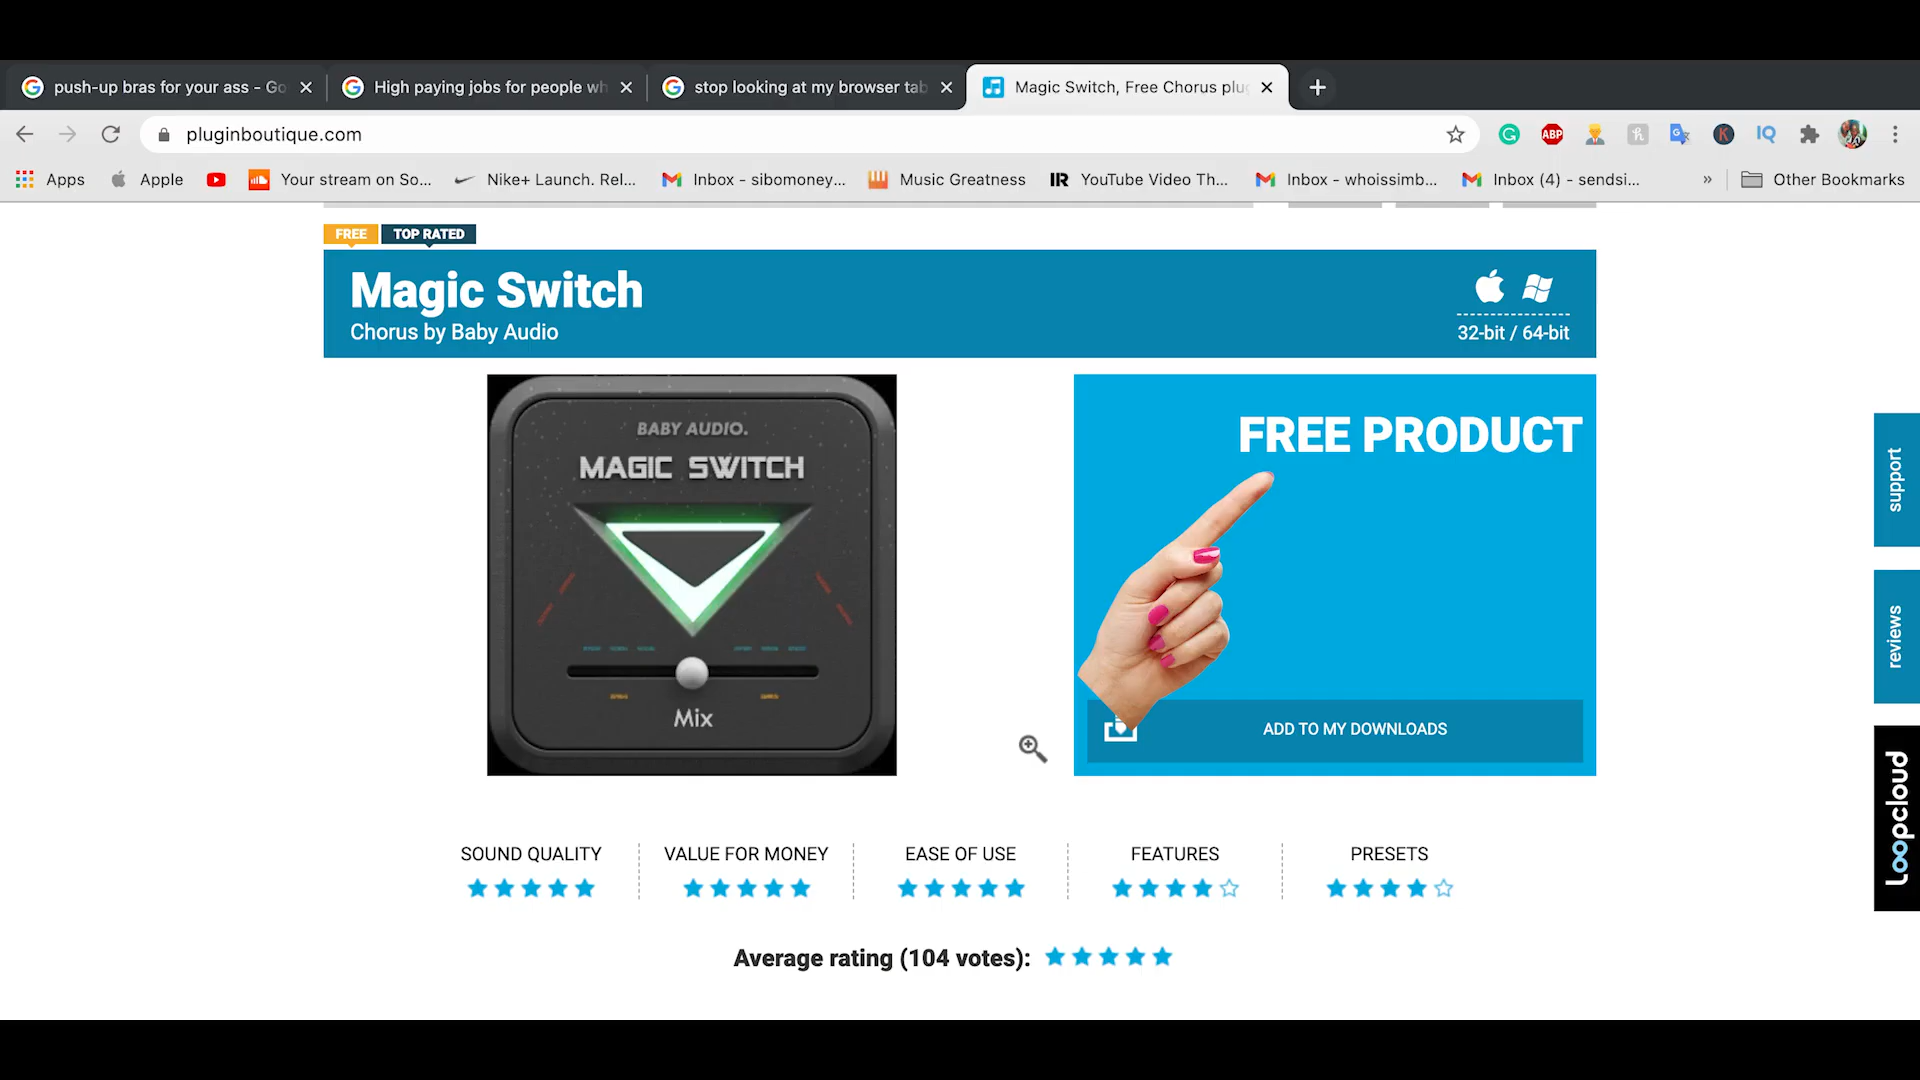 push-up bras for your ass - Go
High paying jobs for people wh
stop looking at my browser tab
Magic Switch, Free Chorus plug
pluginboutique.com
ABP
IQ
Apps
Apple
Your stream on So...
Nike+ Launch. Rel...
Inbox - sibomoney...
Music Greatness
IR
YouTube Video Th...
Inbox - whoissimb...
Inbox (4) - sendsi...
»
Other Bookmarks
FREE
TOP RATED
Magic Switch
Chorus by Baby Audio
32-bit / 64-bit
BABY AUDIO.
MAGIC SWITCH
Mix
FREE PRODUCT
ADD TO MY DOWNLOADS
support
reviews
loopcloud
SOUND QUALITY
VALUE FOR MONEY
EASE OF USE
FEATURES
PRESETS
Average rating (104 votes):